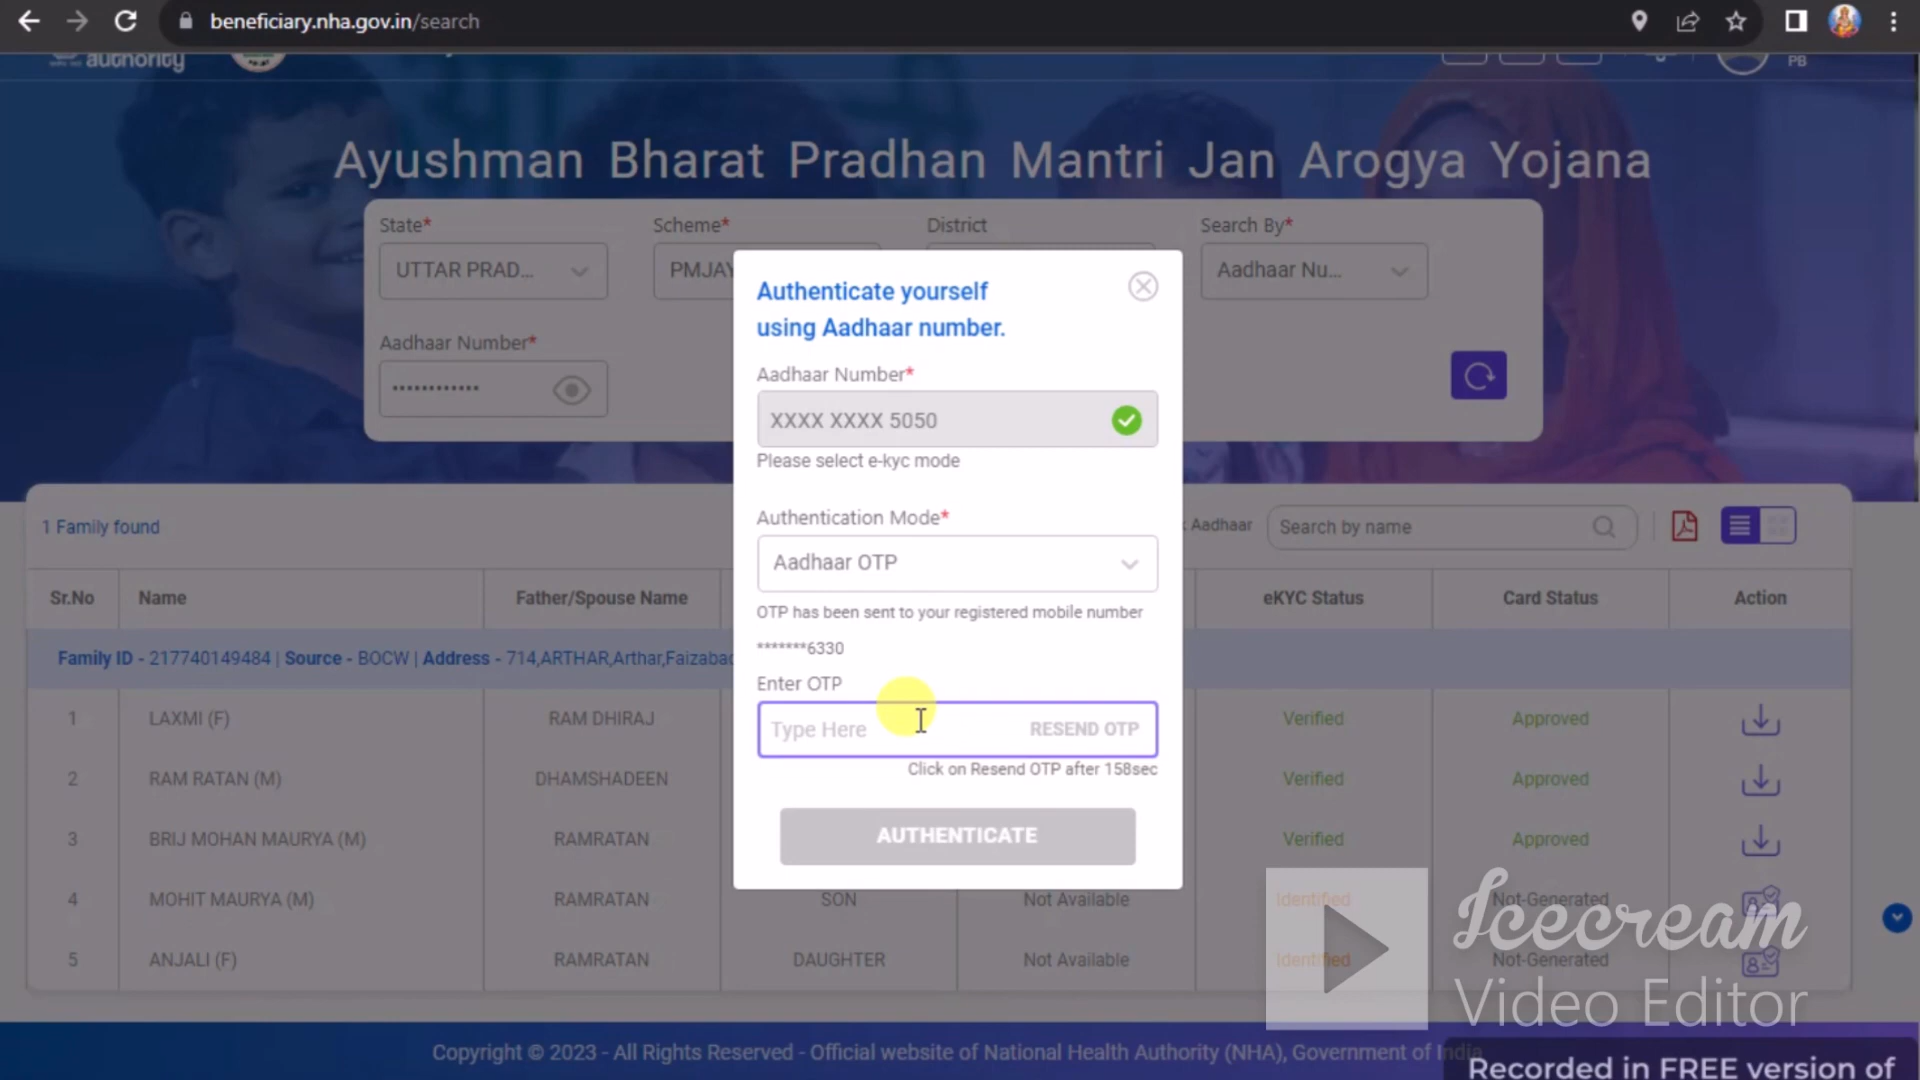 beneficiary.nha.gov.in/search
authority
PB
Ayushman Bharat Pradhan Mantri Jan Arogya Yojana
State* Scheme* District Search By*
UTTAR PRAD... PMJAY Aadhaar Nu...
Aadhaar Number*
Authenticate yourself
using Aadhaar number.
Aadhaar Number*
XXXX XXXX 5050
Please select e-kyc mode
Authentication Mode*
Aadhaar OTP
OTP has been sent to your registered mobile number
*******6330
Enter OTP
Type Here RESEND OTP
Click on Resend OTP after 158sec
AUTHENTICATE
1 Family found Aadhaar Search by name
Sr.No Name Father/Spouse Name eKYC Status Card Status Action
Family ID - 217740149484 | Source - BOCW | Address - 714,ARTHAR,Arthar,Faizabad
1 LAXMI (F) RAM DHIRAJ Verified Approved
2 RAM RATAN (M) DHAMSHADEEN Verified Approved
3 BRIJ MOHAN MAURYA (M) RAMRATAN Verified Approved
4 MOHIT MAURYA (M) RAMRATAN SON Not Available Identified Not-Generated
5 ANJALI (F) RAMRATAN DAUGHTER Not Available Identified Not-Generated
Icecream
Video Editor
Copyright © 2023 - All Rights Reserved - Official website of National Health Authority (NHA), Government of India
Recorded in FREE version of